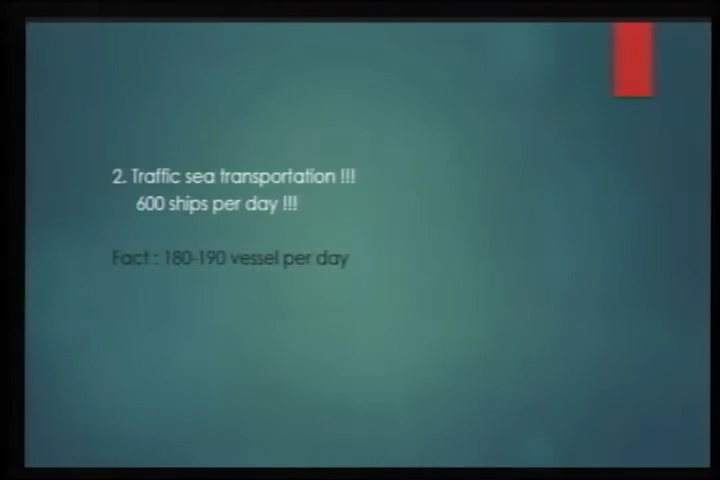 2. Traffic sea transportation !!!
600 ships per day !!!
Fact : 180-190 vessel per day